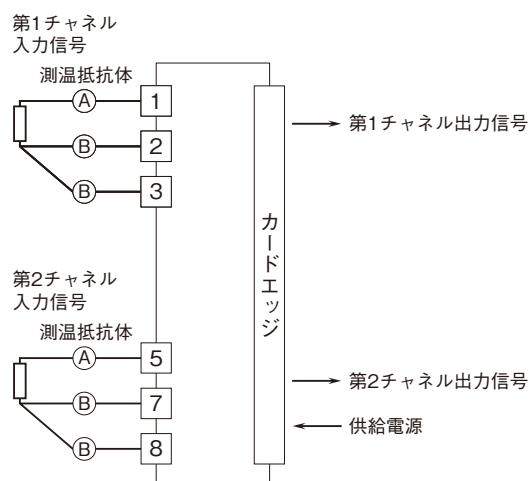 第1チャネル
入力信号
測温抵抗体
A
1
B
2
B
3
第1チャネル出力信号
カードエッジ
第2チャネル
入力信号
測温抵抗体
A
5
B
7
B
8
第2チャネル出力信号
供給電源